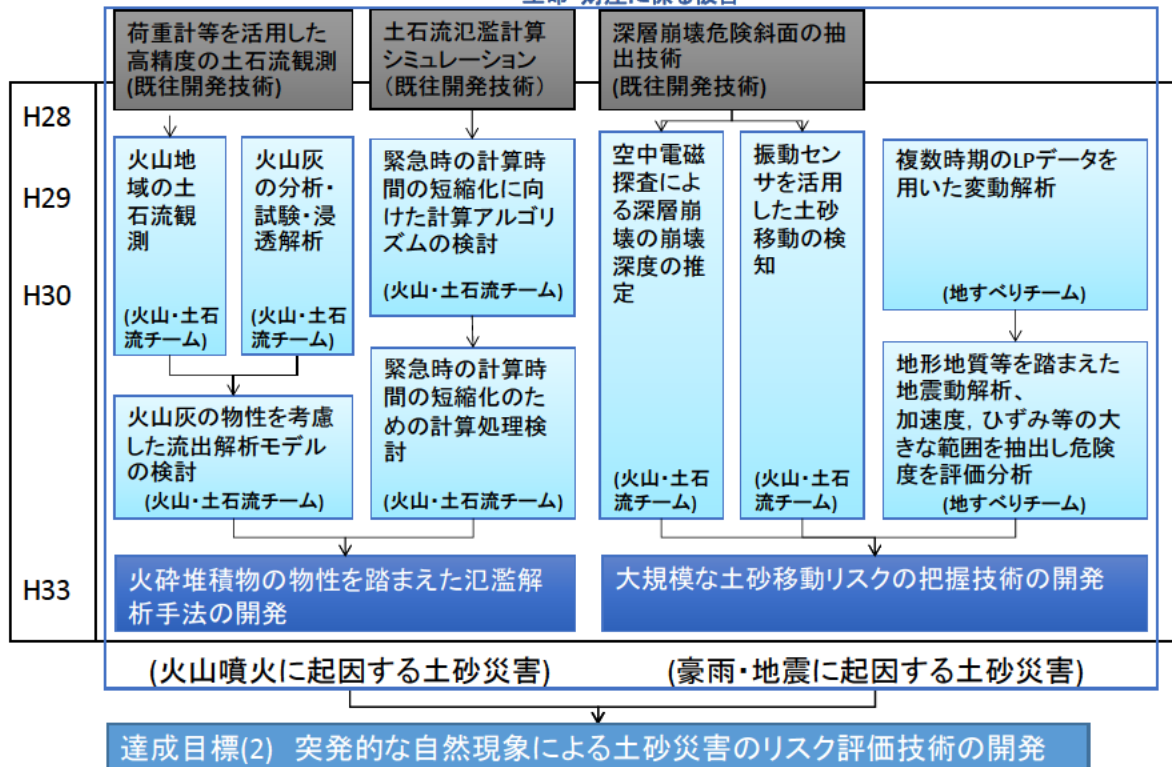 生命・財産に係る被害
荷重計等を活用した
高精度の土石流観測
(既往開発技術)
土石流氾濫計算
シミュレーション
(既往開発技術)
深層崩壊危険斜面の抽
出技術
(既往開発技術)
H28
H29
H30
H33
火山地
域の土
石流観
測
(火山・土石
流チーム)
火山灰
の分析・
試験・浸
透解析
(火山・土石
流チーム)
緊急時の計算時
間の短縮化に向
けた計算アルゴリ
ズムの検討
(火山・土石流チーム)
空中電磁
探査によ
る深層崩
壊の崩壊
深度の推
定
(火山・土石
流チーム)
振動セン
サを活用
した土砂
移動の検
知
(火山・土石
流チーム)
複数時期のLPデータを
用いた変動解析
(地すべりチーム)
火山灰の物性を考慮
した流出解析モデル
の検討
(火山・土石流チーム)
緊急時の計算時
間の短縮化のた
めの計算処理検
討
(火山・土石流チーム)
地形地質等を踏まえた
地震動解析、
加速度,ひずみ等の大
きな範囲を抽出し危険
度を評価分析
(地すべりチーム)
火砕堆積物の物性を踏まえた氾濫解
析手法の開発
大規模な土砂移動リスクの把握技術の開発
(火山噴火に起因する土砂災害)
(豪雨・地震に起因する土砂災害)
達成目標(2) 突発的な自然現象による土砂災害のリスク評価技術の開発